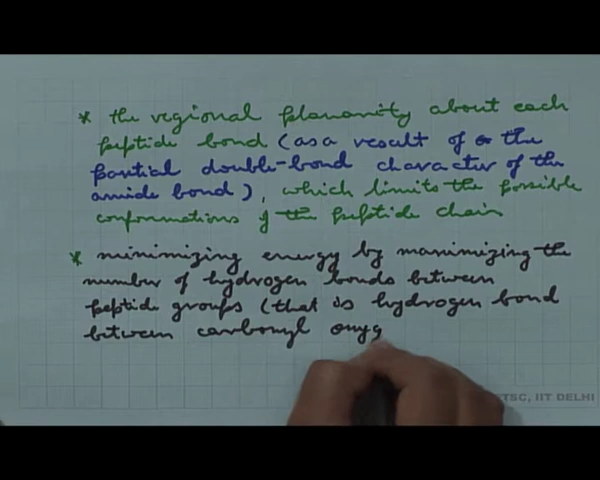 * the regional planarity about each
peptide bond (as a result of the
partial double-bond character of the
amide bond), which limits the possible
conformations of the peptide chain
* minimizing energy by maximizing the
number of hydrogen bonds between
peptide groups (that is hydrogen bond
between carbonyl oxyg
TSC, IIT DELHI